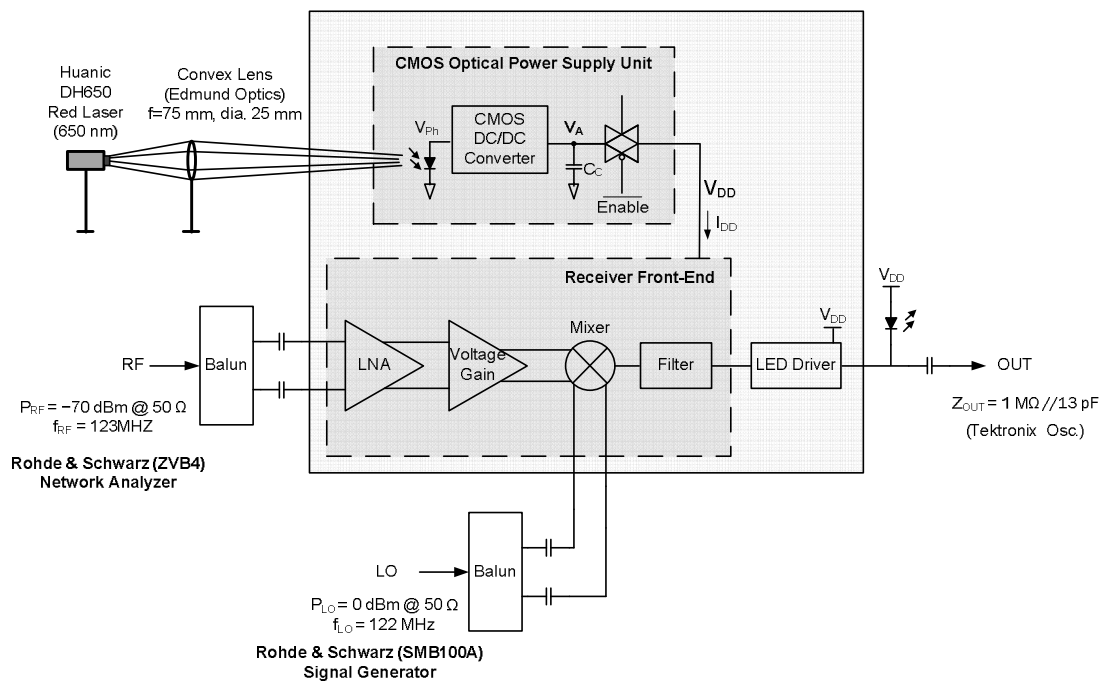 Huanic
DH650
Red Laser
(650 nm)
Convex Lens
(Edmund Optics)
f=75 mm, dia. 25 mm
CMOS Optical Power Supply Unit
VPh
CMOS
DC/DC
Converter
VA
CC
Enable
VDD
IDD
Receiver Front-End
RF
Balun
LNA
Voltage
Gain
Mixer
Filter
VDD
LED Driver
VDD
OUT
PRF = −70 dBm @ 50 Ω
fRF = 123MHZ
Rohde & Schwarz (ZVB4)
Network Analyzer
ZOUT = 1 MΩ//13 pF
(Tektronix Osc.)
LO
Balun
PLO = 0 dBm @ 50 Ω
fLO = 122 MHz
Rohde & Schwarz (SMB100A)
Signal Generator